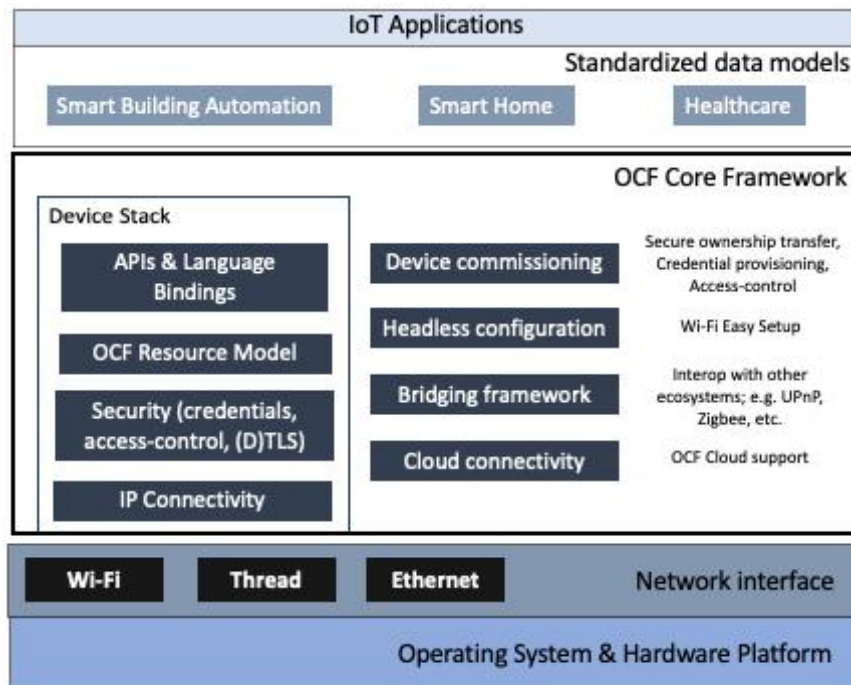 IoT Applications
Standardized data models
Smart Building Automation
Smart Home
Healthcare
OCF Core Framework
Device Stack
APIs & Language
Bindings
OCF Resource Model
Security (credentials,
access-control, (D)TLS)
IP Connectivity
Device commissioning
Secure ownership transfer,
Credential provisioning,
Access-control
Headless configuration
Wi-Fi Easy Setup
Bridging framework
Interop with other
ecosystems; e.g. UPnP,
Zigbee, etc.
Cloud connectivity
OCF Cloud support
Wi-Fi
Thread
Ethernet
Network interface
Operating System & Hardware Platform